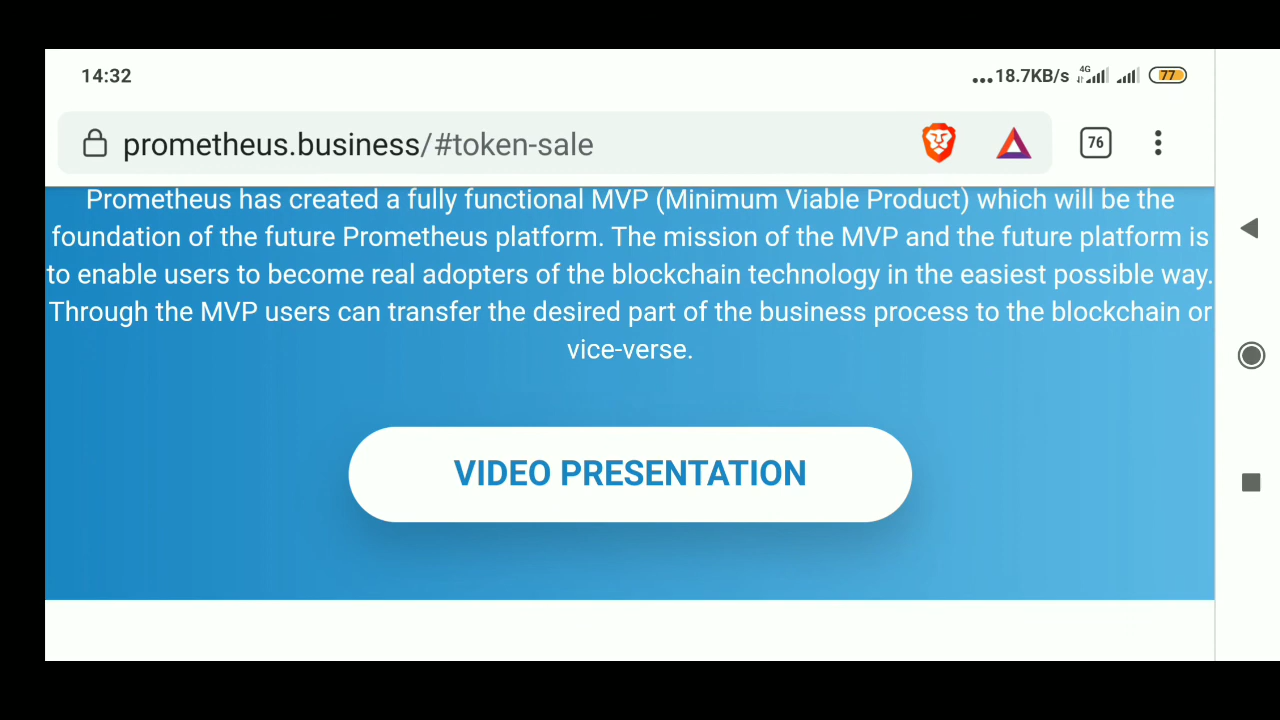 14:32
...18.7KB/s 4G 77
prometheus.business/#token-sale 76
Prometheus has created a fully functional MVP (Minimum Viable Product) which will be the
foundation of the future Prometheus platform. The mission of the MVP and the future platform is
to enable users to become real adopters of the blockchain technology in the easiest possible way.
Through the MVP users can transfer the desired part of the business process to the blockchain or
vice-verse.
VIDEO PRESENTATION